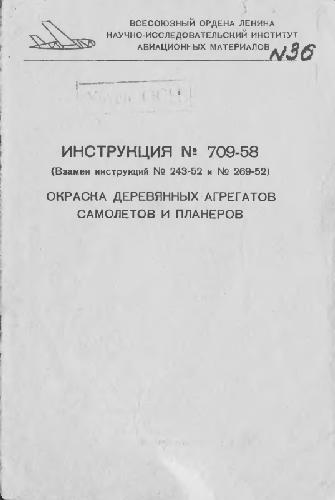 ВСЕСОЮЗНЫЙ ОРДЕНА ЛЕНИНА
НАУЧНО-ИССЛЕДОВАТЕЛЬСКИЙ ИНСТИТУТ
АВИАЦИОННЫХ МАТЕРИАЛОВ
N36
ИНСТРУКЦИЯ № 709-58
(Взамен инструкций № 243-52 и № 269-52)
ОКРАСКА ДЕРЕВЯННЫХ АГРЕГАТОВ
САМОЛЕТОВ И ПЛАНЕРОВ